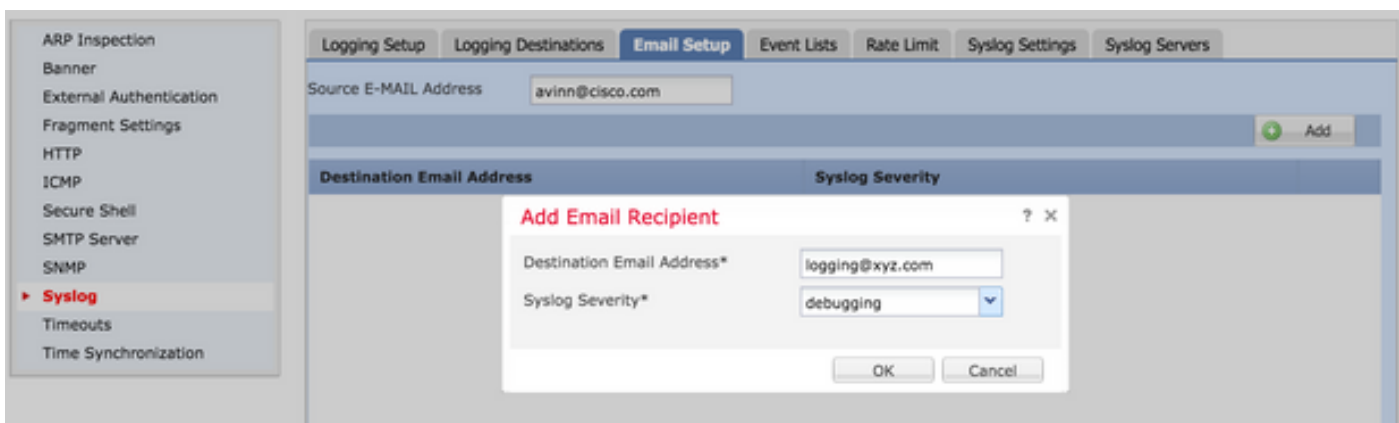 ARP Inspection
Banner
External Authentication
Fragment Settings
HTTP
ICMP
Secure Shell
SMTP Server
SNMP
Syslog
Timeouts
Time Synchronization
Logging Setup Logging Destinations Email Setup Event Lists Rate Limit Syslog Settings Syslog Servers
Source E-MAIL Address avinn@cisco.com
Add
Destination Email Address Syslog Severity
Add Email Recipient ? ×
Destination Email Address* logging@xyz.com
Syslog Severity* debugging
OK Cancel